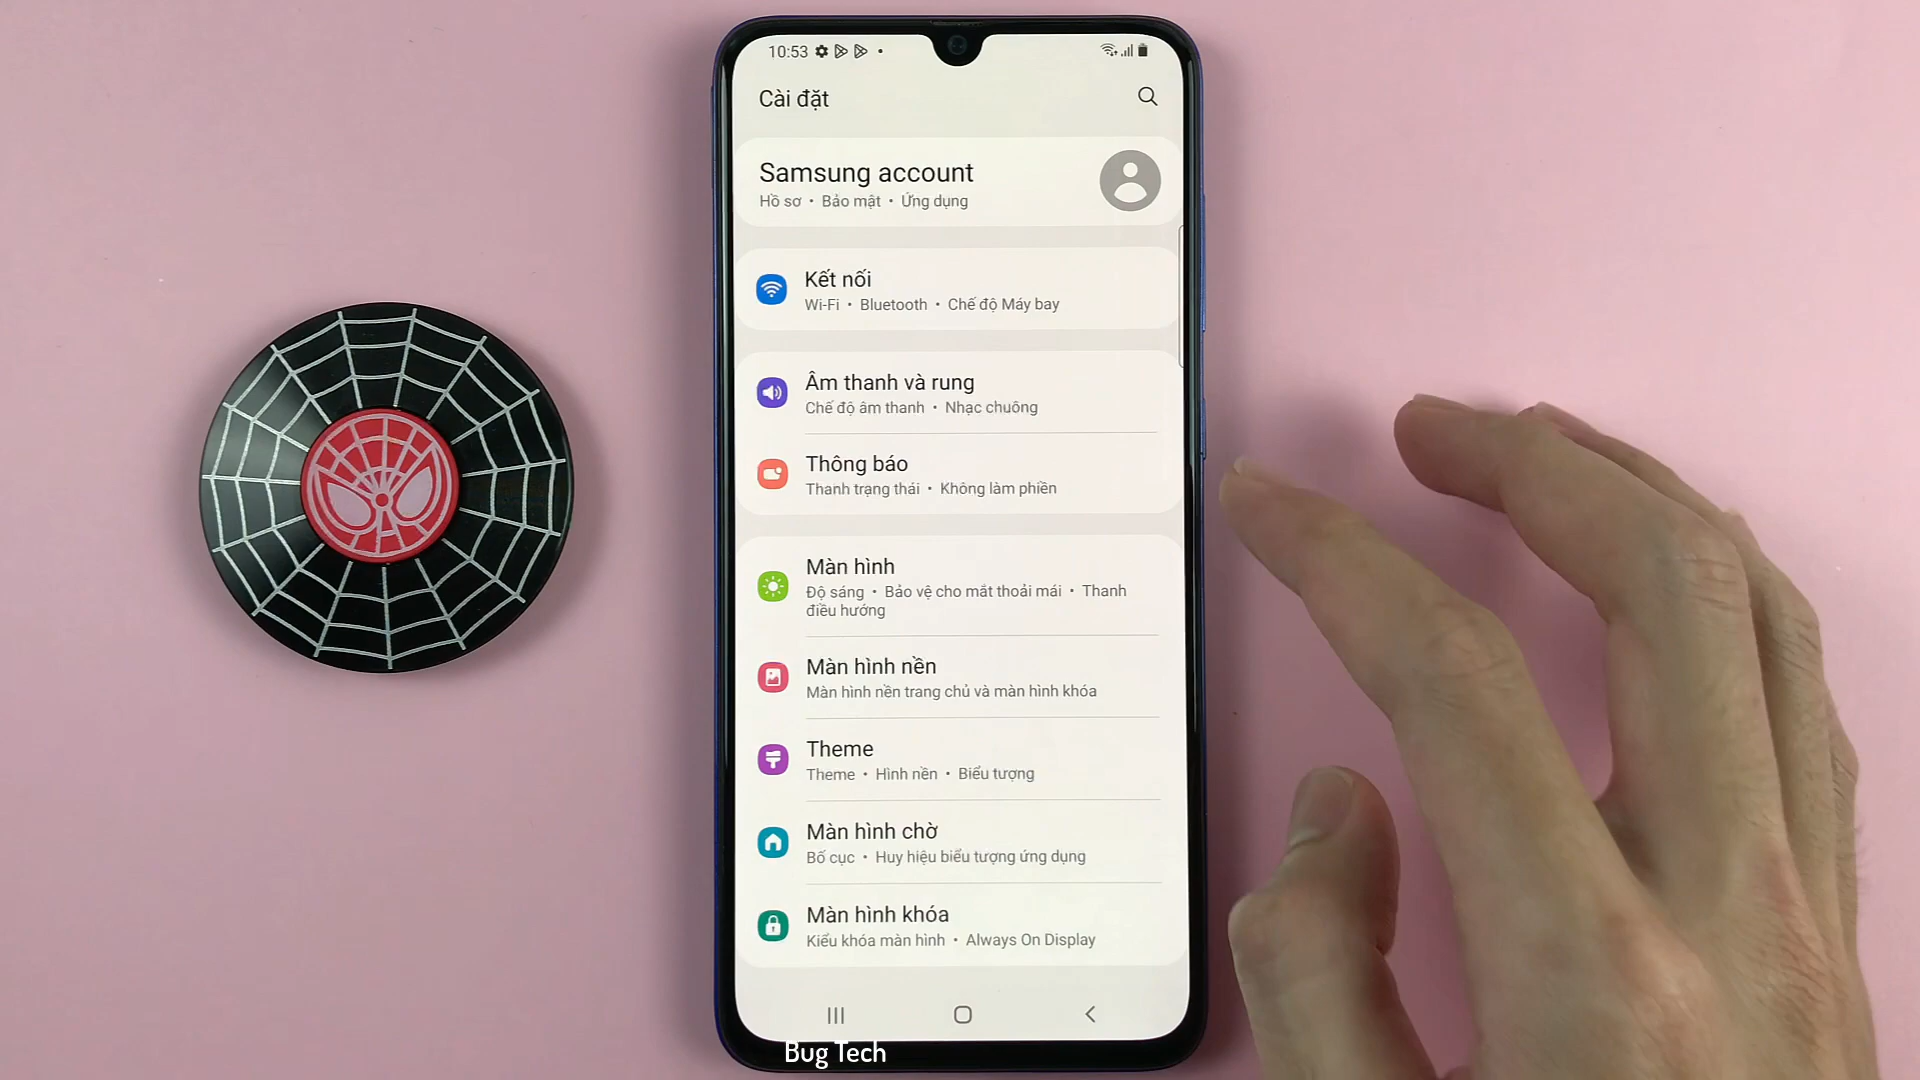 10:53
Cài đặt
Samsung account
Hồ sơ • Bảo mật • Ứng dụng
Kết nối
Wi-Fi • Bluetooth • Chế độ Máy bay
Âm thanh và rung
Chế độ âm thanh • Nhạc chuông
Thông báo
Thanh trạng thái • Không làm phiền
Màn hình
Độ sáng • Bảo vệ cho mắt thoải mái • Thanh
điều hướng
Màn hình nền
Màn hình nền trang chủ và màn hình khóa
Theme
Theme • Hình nền • Biểu tượng
Màn hình chờ
Bố cục • Huy hiệu biểu tượng ứng dụng
Màn hình khóa
Kiểu khóa màn hình • Always On Display
Bug Tech